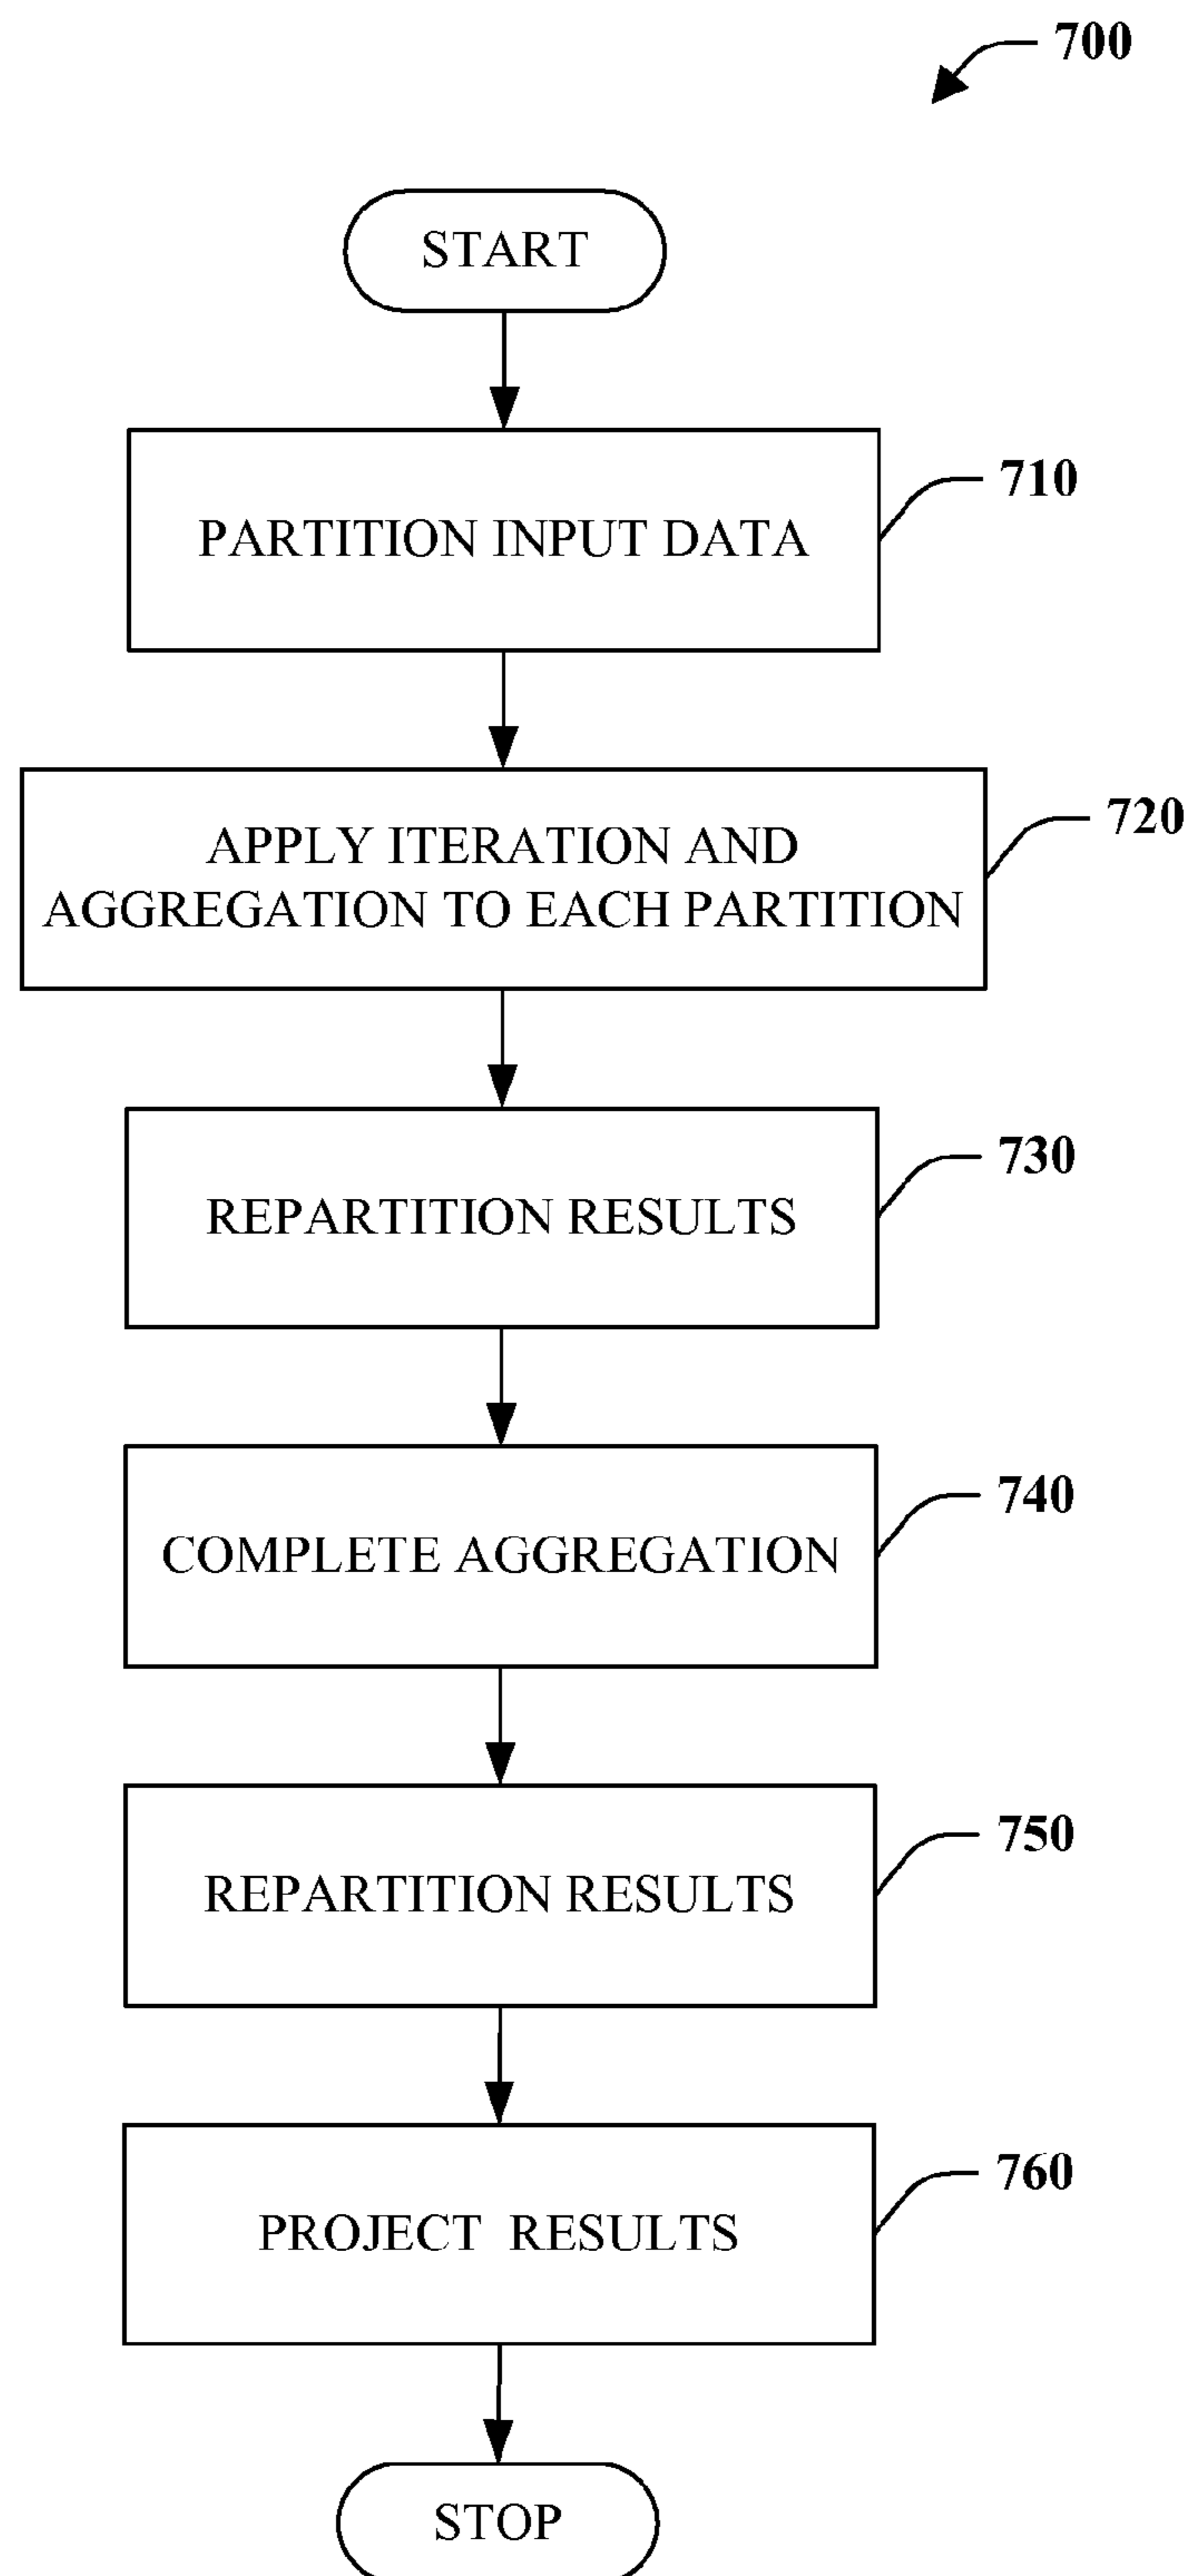 700
START
PARTITION INPUT DATA
710
APPLY ITERATION AND
AGGREGATION TO EACH PARTITION
720
REPARTITION RESULTS
730
COMPLETE AGGREGATION
740
REPARTITION RESULTS
750
PROJECT RESULTS
760
STOP